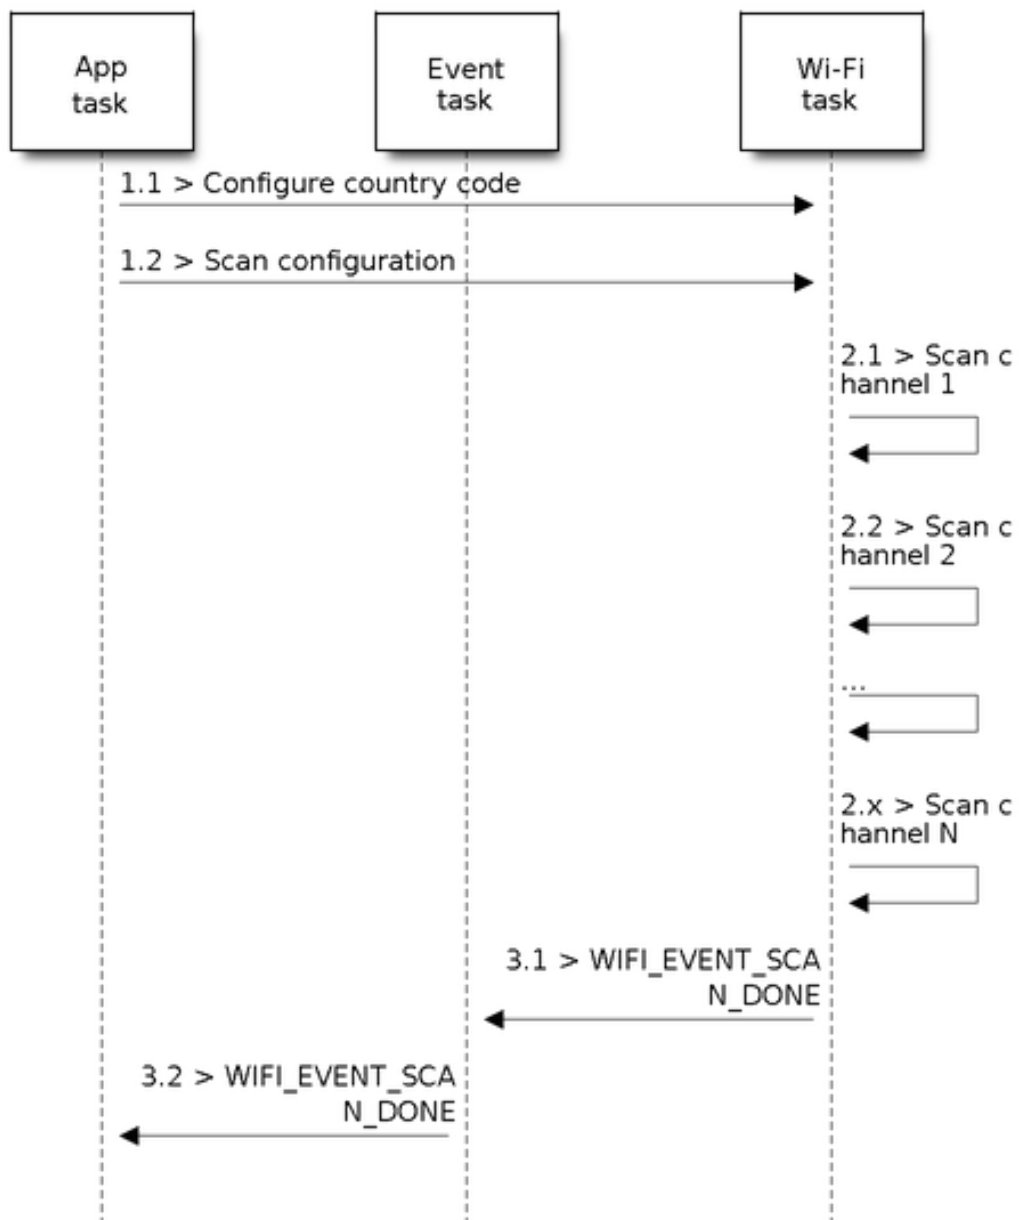 App
task
Event
task
Wi-Fi
task
1.1 > Configure country code
1.2 > Scan configuration
2.1 > Scan c
hannel 1
2.2 > Scan c
hannel 2
...
2.x > Scan c
hannel N
3.1 > WIFI_EVENT_SCA
N_DONE
3.2 > WIFI_EVENT_SCA
N_DONE